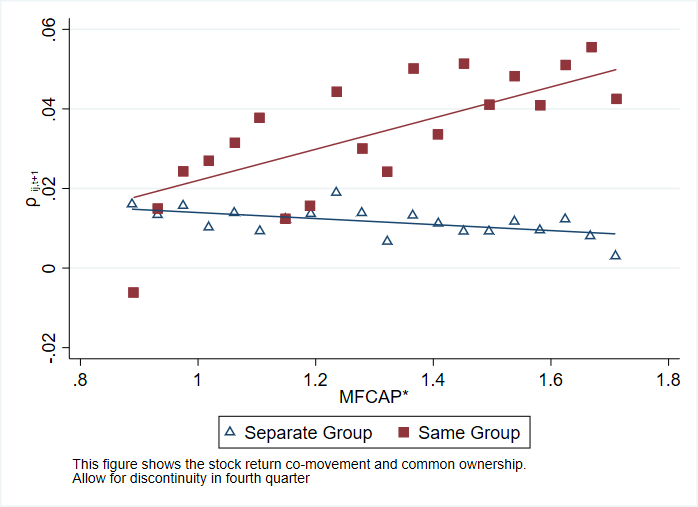 .06
.04
.02
0
-.02
ρ ij,t+1
.8 1 1.2 1.4 1.6 1.8
MFCAP*
Separate Group Same Group
This figure shows the stock return co-movement and common ownership.
Allow for discontinuity in fourth quarter